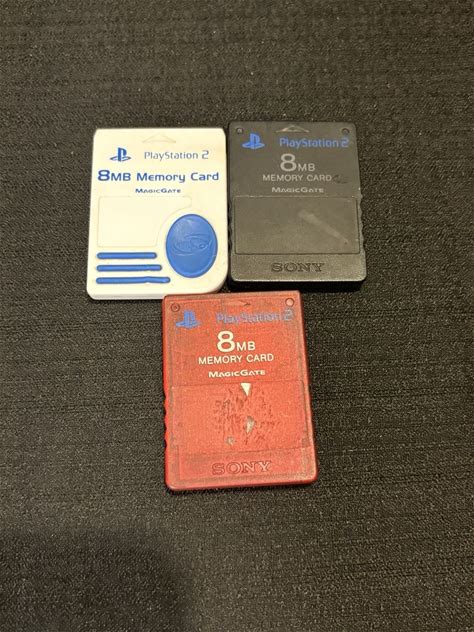 PlayStation 2
8MB Memory Card
MAGICGATE
PlayStation 2
8MB
MEMORY CARD
MAGICGATE
SONY
PlayStation 2
8MB
MEMORY CARD
MAGICGATE
SONY